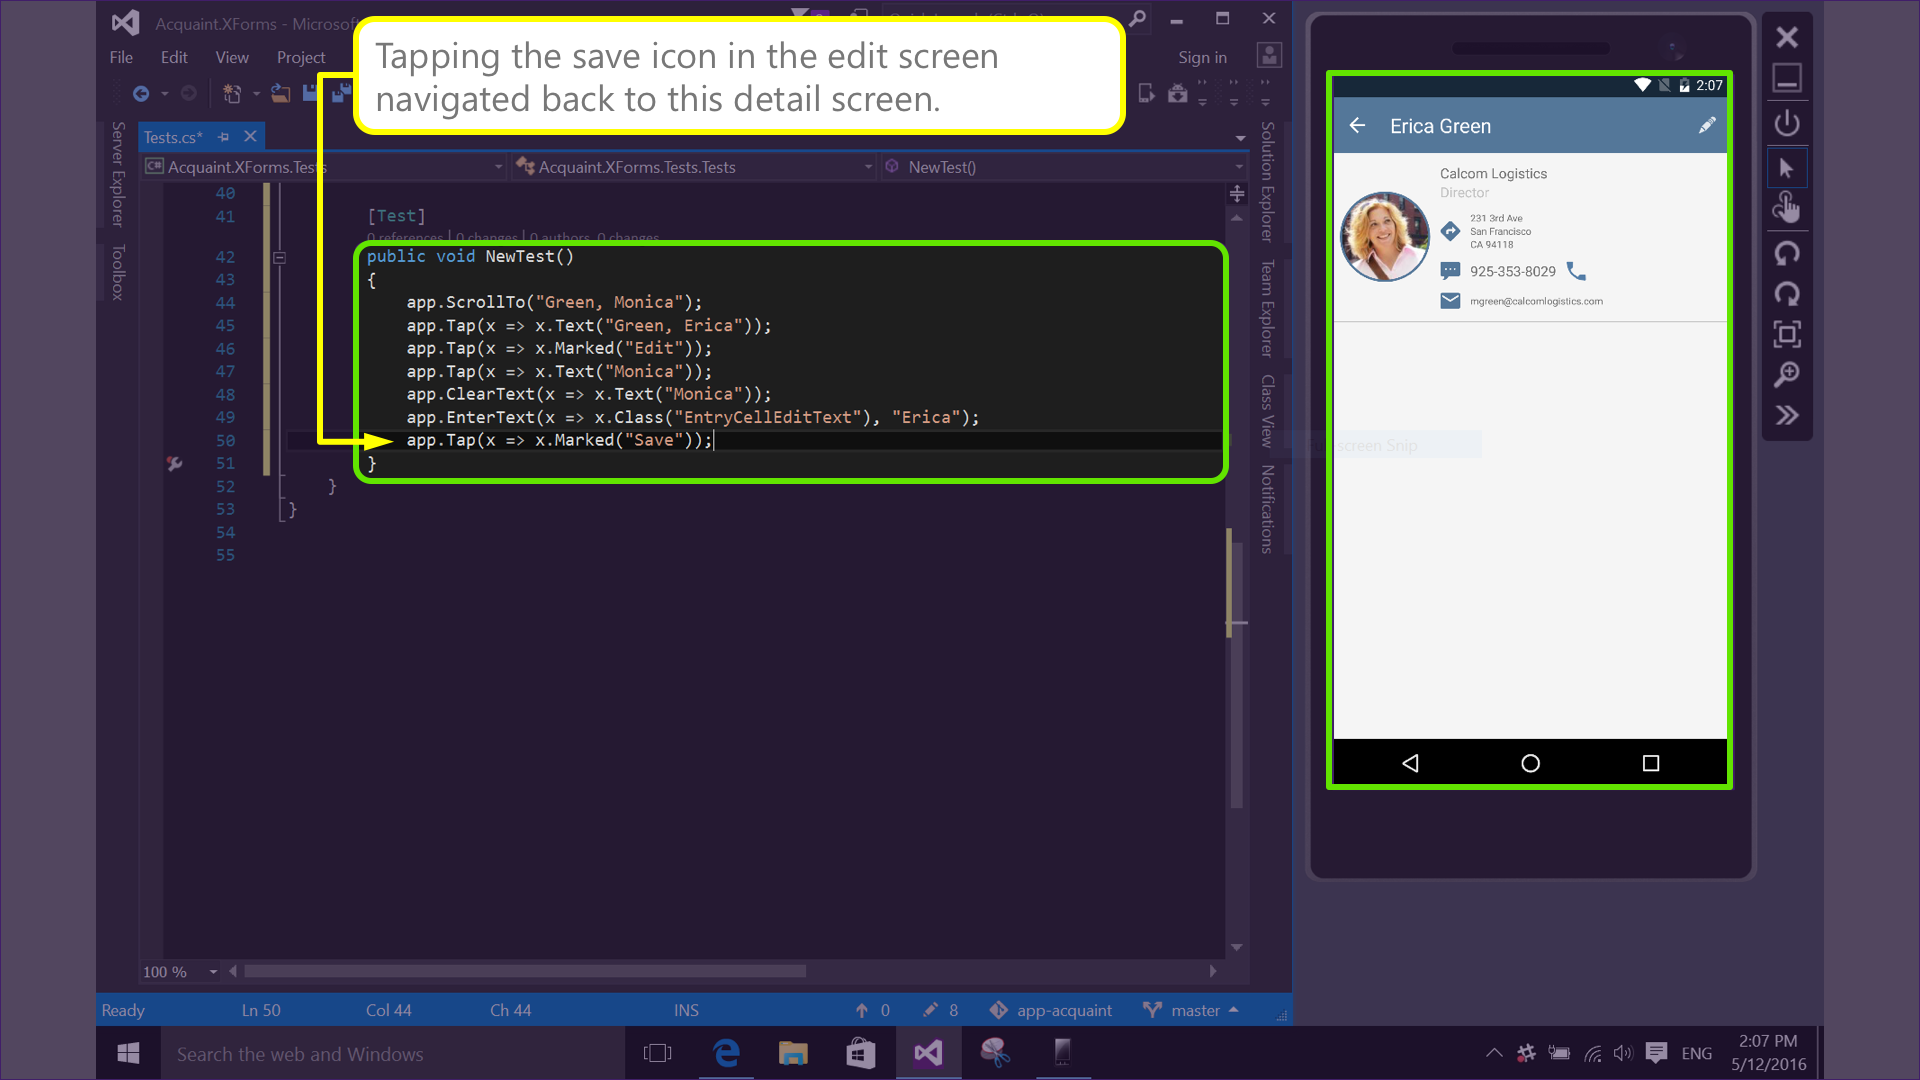 Acquaint.XForms - Microsof
Tapping the save icon in the edit screen
navigated back to this detail screen.
File Edit View Project
Sign in
Tests.cs*
Acquaint.XForms.Tests
Acquaint.XForms.Tests.Tests
NewTest()
Server Explorer
Toolbox
Solution Explorer
Team Explorer
Class View
Notifications
40
41 [Test]
0 references | 0 changes | 0 authors, 0 changes
42 public void NewTest()
43 {
44 app.ScrollTo("Green, Monica");
45 app.Tap(x => x.Text("Green, Erica"));
46 app.Tap(x => x.Marked("Edit"));
47 app.Tap(x => x.Text("Monica"));
48 app.ClearText(x => x.Text("Monica"));
49 app.EnterText(x => x.Class("EntryCellEditText"), "Erica");
50 app.Tap(x => x.Marked("Save"));
51 }
52 }
53 }
54
55
100 %
Ready Ln 50 Col 44 Ch 44 INS 0 8 app-acquaint master
2:07
Erica Green
Calcom Logistics
Director
231 3rd Ave
San Francisco
CA 94118
925-353-8029
mgreen@calcomlogistics.com
screen Snip
Search the web and Windows
ENG
2:07 PM
5/12/2016